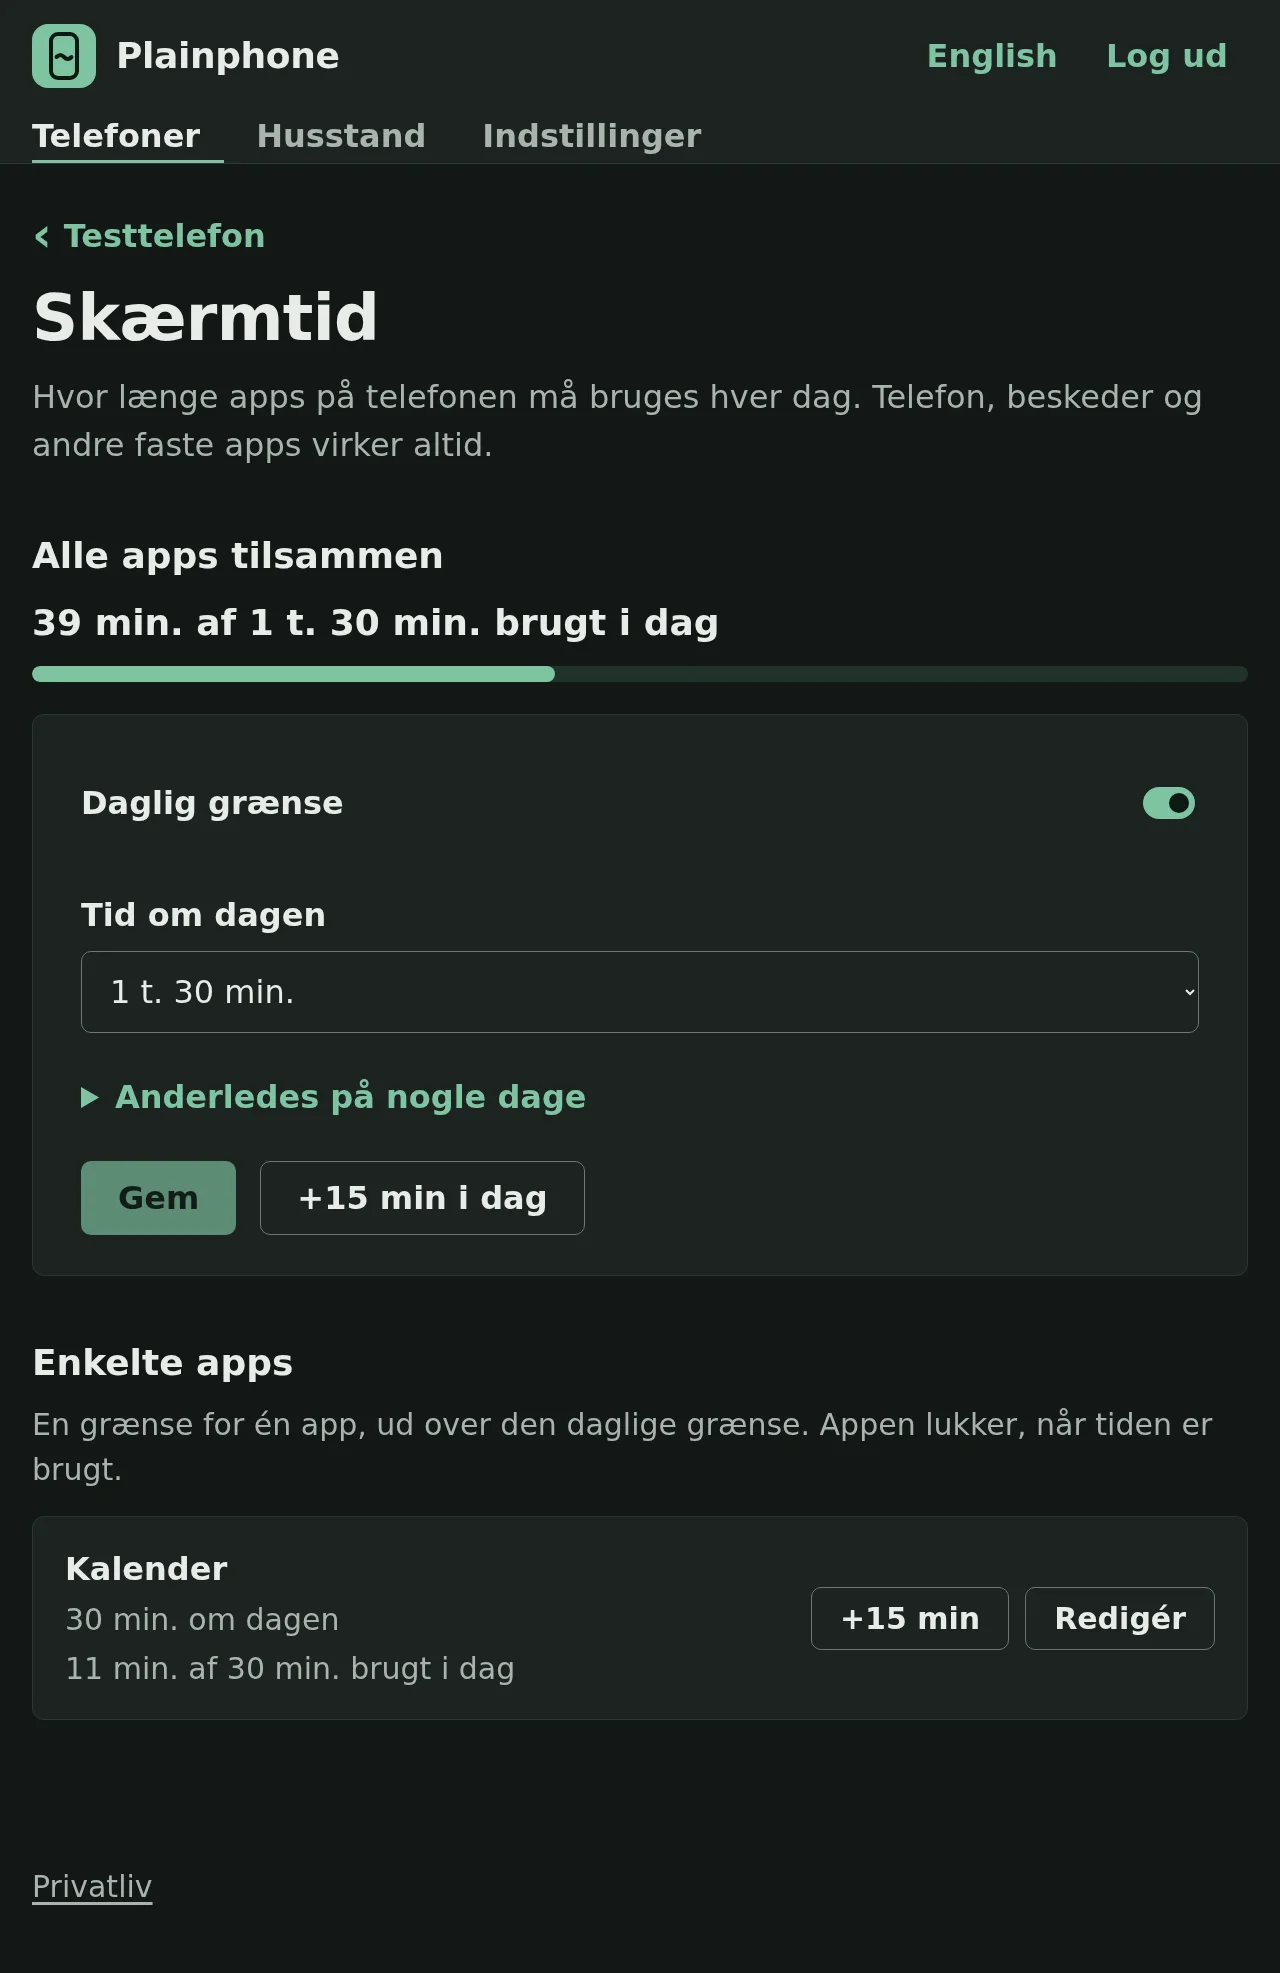 Plainphone
English
Log ud
Telefoner
Husstand
Indstillinger
‹ Testtelefon
Skærmtid
Hvor længe apps på telefonen må bruges hver dag. Telefon, beskeder og
andre faste apps virker altid.
Alle apps tilsammen
39 min. af 1 t. 30 min. brugt i dag
Daglig grænse
Tid om dagen
1 t. 30 min.
Anderledes på nogle dage
Gem
+15 min i dag
Enkelte apps
En grænse for én app, ud over den daglige grænse. Appen lukker, når tiden er
brugt.
Kalender
30 min. om dagen
11 min. af 30 min. brugt i dag
+15 min
Redigér
Privatliv